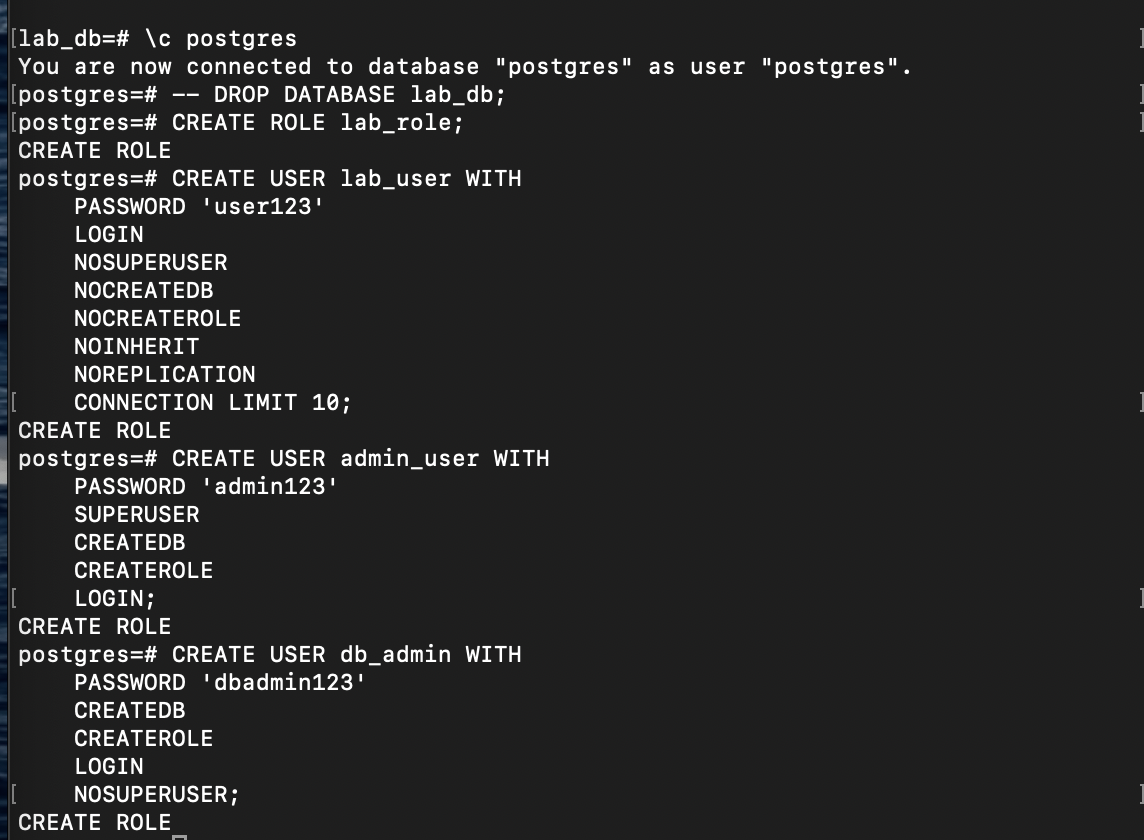 [lab_db=# \c postgres ]
You are now connected to database "postgres" as user "postgres".
[postgres=# -- DROP DATABASE lab_db; ]
[postgres=# CREATE ROLE lab_role; ]
CREATE ROLE
postgres=# CREATE USER lab_user WITH
    PASSWORD 'user123'
    LOGIN
    NOSUPERUSER
    NOCREATEDB
    NOCREATEROLE
    NOINHERIT
    NOREPLICATION
[    CONNECTION LIMIT 10; ]
CREATE ROLE
postgres=# CREATE USER admin_user WITH
    PASSWORD 'admin123'
    SUPERUSER
    CREATEDB
    CREATEROLE
[    LOGIN; ]
CREATE ROLE
postgres=# CREATE USER db_admin WITH
    PASSWORD 'dbadmin123'
    CREATEDB
    CREATEROLE
    LOGIN
[    NOSUPERUSER; ]
CREATE ROLE